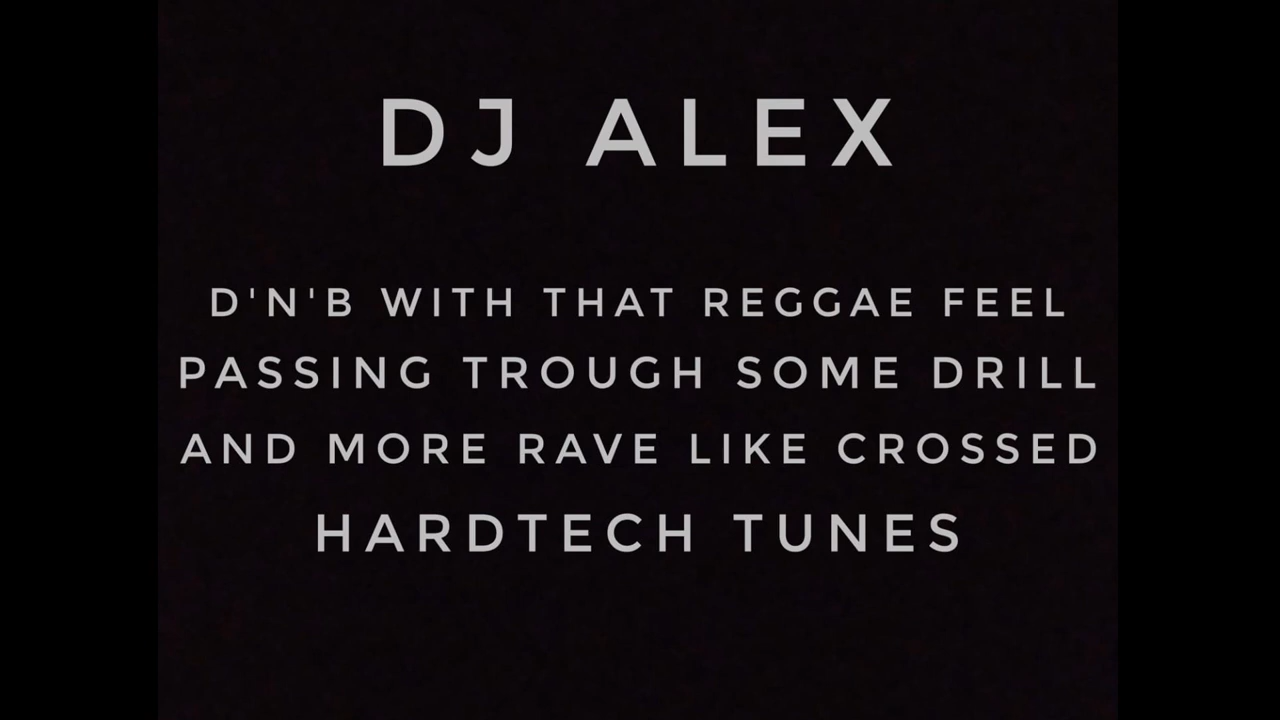 DJ ALEX
D'N'B WITH THAT REGGAE FEEL
PASSING TROUGH SOME DRILL
AND MORE RAVE LIKE CROSSED
HARDTECH TUNES